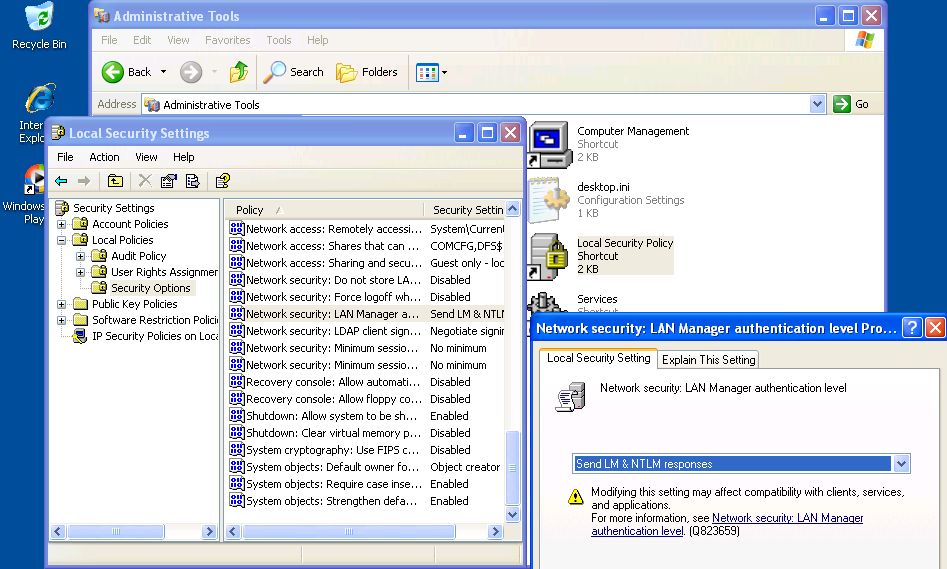 Recycle Bin
Inter
Explo
Windows
Play
Administrative Tools
File Edit View Favorites Tools Help
Back Search Folders
Address Administrative Tools Go
Computer Management
Shortcut
2 KB
desktop.ini
Configuration Settings
1 KB
Local Security Policy
Shortcut
2 KB
Services
Local Security Settings
File Action View Help
Security Settings
Account Policies
Local Policies
Audit Policy
User Rights Assignmen
Security Options
Public Key Policies
Software Restriction Policie
IP Security Policies on Loca
Policy Security Settin
Network access: Remotely accessi... System\Current
Network access: Shares that can ... COMCFG,DFS$
Network access: Sharing and secu... Guest only - loc
Network security: Do not store LA... Disabled
Network security: Force logoff wh... Disabled
Network security: LAN Manager a... Send LM & NTLM
Network security: LDAP client sign... Negotiate signin
Network security: Minimum sessio... No minimum
Network security: Minimum sessio... No minimum
Recovery console: Allow automati... Disabled
Recovery console: Allow floppy co... Disabled
Shutdown: Allow system to be sh... Enabled
Shutdown: Clear virtual memory p... Disabled
System cryptography: Use FIPS c... Disabled
System objects: Default owner fo... Object creator
System objects: Require case inse... Enabled
System objects: Strengthen defa... Enabled
Network security: LAN Manager authentication level Pro...
Local Security Setting Explain This Setting
Network security: LAN Manager authentication level
Send LM & NTLM responses
Modifying this setting may affect compatibility with clients, services,
and applications.
For more information, see Network security: LAN Manager
authentication level. (Q823659)